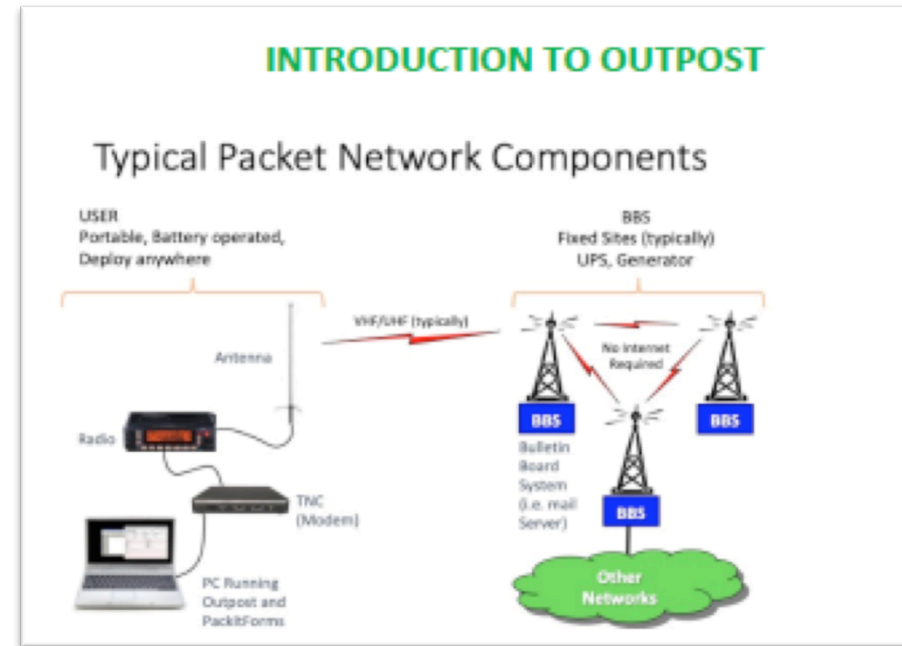 INTRODUCTION TO OUTPOST
Typical Packet Network Components
USER
Portable, Battery operated,
Deploy anywhere
BBS
Fixed Sites (typically)
UPS, Generator
VHF/UHF (typically)
Antenna
No Internet
Required
Radio
BBS
BBS
Bulletin
Board
System
(i.e. mail
Server)
BBS
TNC
(Modem)
PC Running
Outpost and
PackitForms
Other
Networks